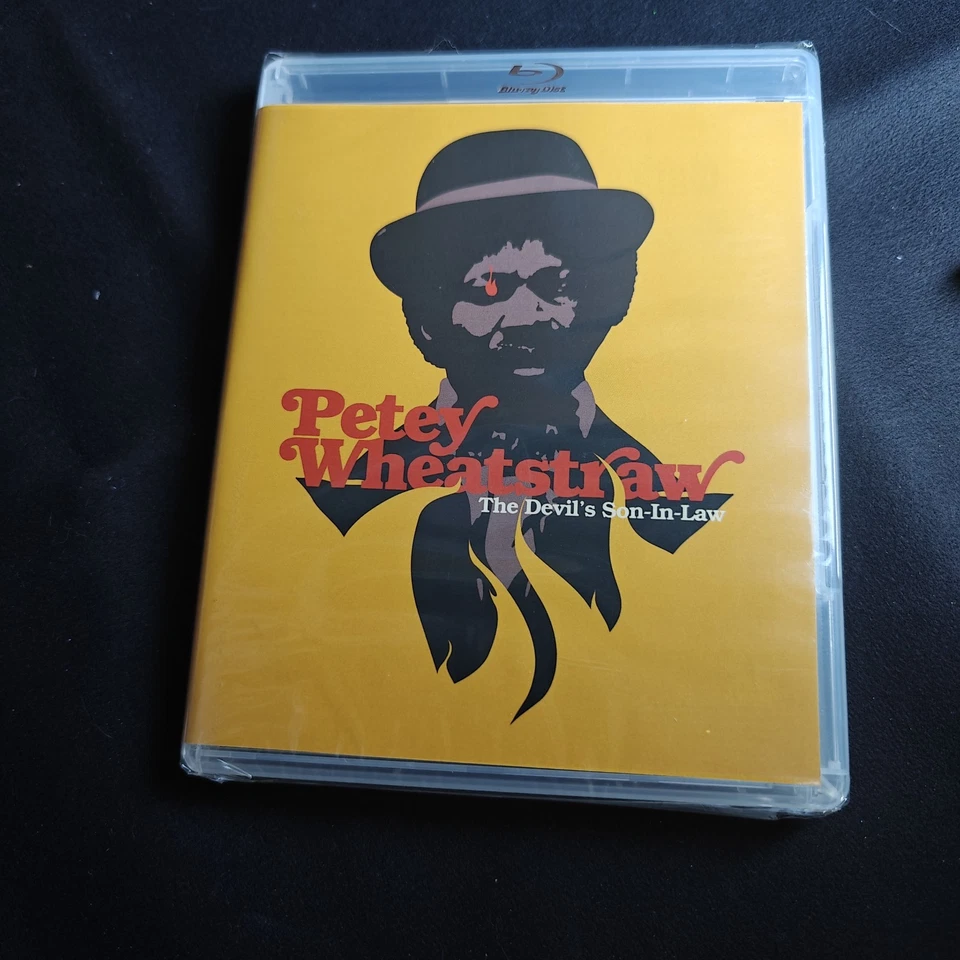 Blu-ray Disc
Petey
Wheatstraw
The Devil's Son-In-Law